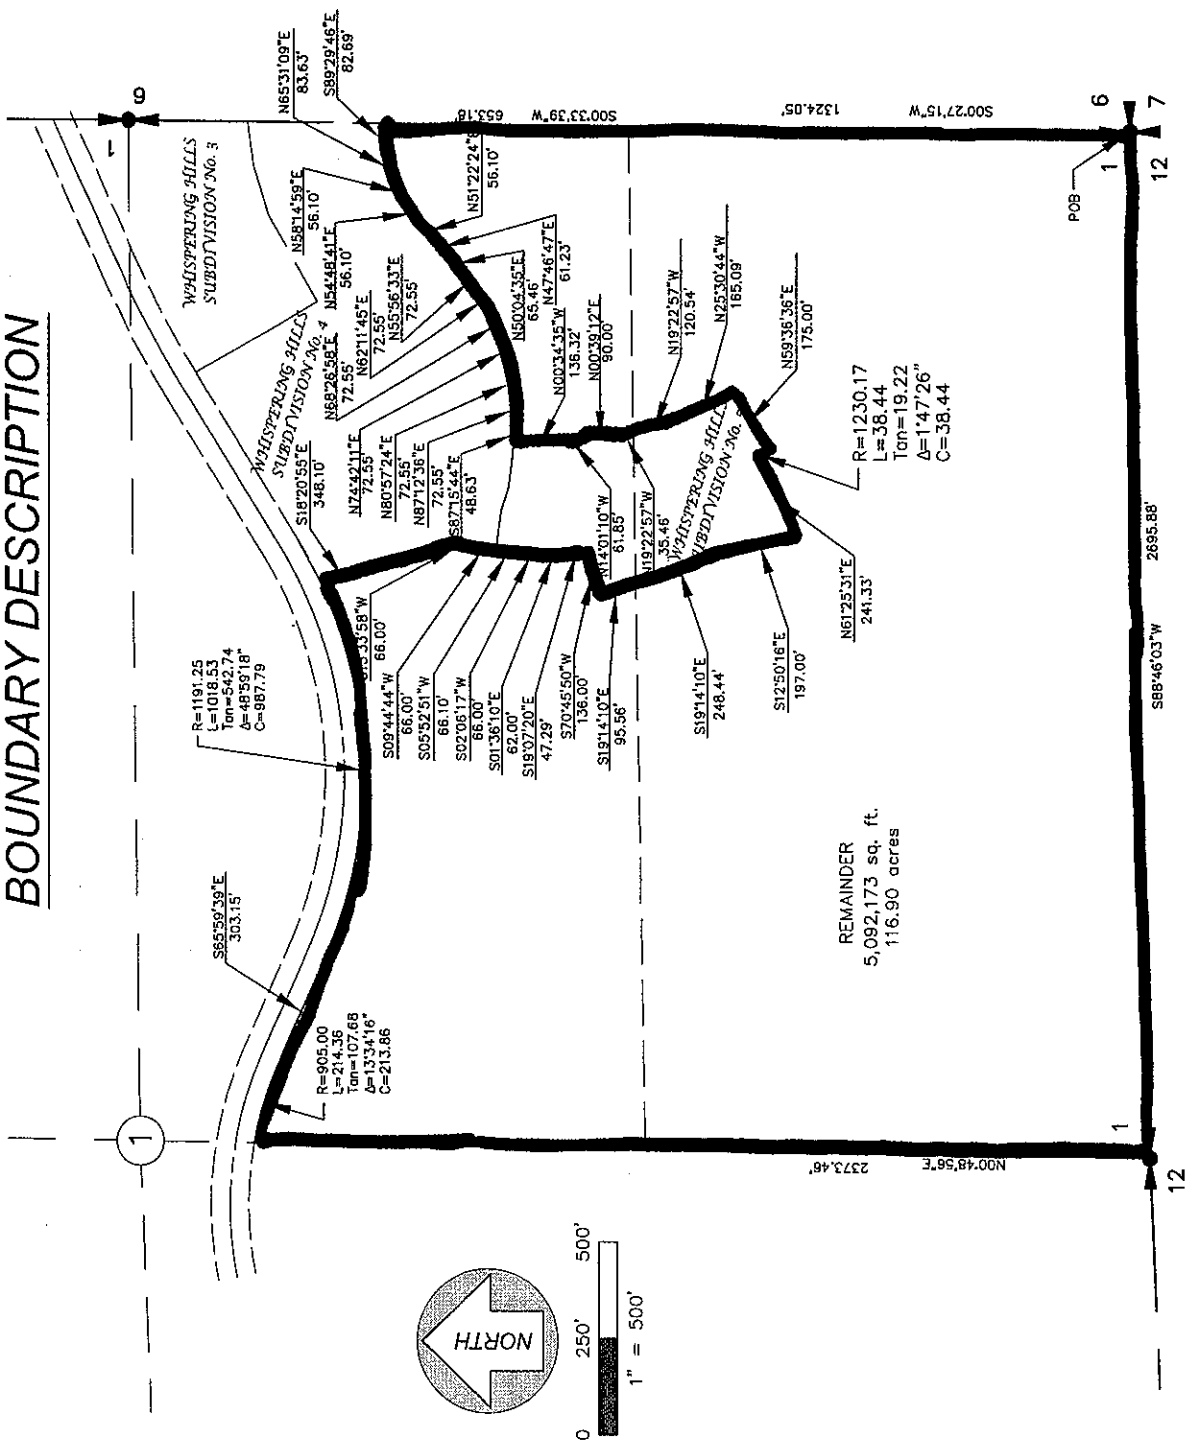 BOUNDARY DESCRIPTION
6
1
WHISPERING HILLS
SUBDIVISION No. 3
N65°31'09"E
83.63'
S89°29'46"E
82.69'
N58°14'59"E
56.10'
N54°48'41"E
56.10'
N51°22'24"E
56.10'
N47°46'47"E
61.23'
N50°04'35"E
65.46'
N55°56'33"E
72.55'
N62°11'45"E
72.55'
N68°26'58"E
72.55'
N74°42'11"E
72.55'
N80°57'24"E
72.55'
N87°12'36"E
72.55'
S87°15'44"E
48.63'
WHISPERING HILLS
SUBDIVISION No. 4
S18°20'55"E
348.10'
R=1191.25
L=1018.53
Tan=542.74
Δ=48°59'18"
C=987.79
S65°59'39"E
303.15'
R=905.00
L=214.36
Tan=107.68
Δ=13°34'16"
C=213.86
33'58"W
66.00'
S09°44'44"W
66.00'
S05°52'51"W
66.10'
S02°06'17"W
66.00'
S01°36'10"E
62.00'
S19°07'20"E
47.29'
S70°45'50"W
136.00'
S19°14'10"E
95.56'
S19°14'10"E
248.44'
S12°50'16"E
197.00'
N61°25'31"E
241.33'
R=1230.17
L=38.44
Tan=19.22
Δ=1°47'26"
C=38.44
N59°36'36"E
175.00'
N25°30'44"W
165.09'
N19°22'57"W
120.54'
N19°22'57"W
35.46'
N00°39'12"E
90.00'
N14°01'10"W
61.85'
N00°34'35"W
136.32'
WHISPERING HILLS
SUBDIVISION No.
653.18'
S00°33'39"W
1324.05'
S00°27'15"W
POB
1
6
12
7
REMAINDER
5,092,173 sq. ft.
116.90 acres
2695.88'
S88°46'03"W
2373.46'
N00°48'56"E
1
1
12
NORTH
0
250'
500'
1" = 500'